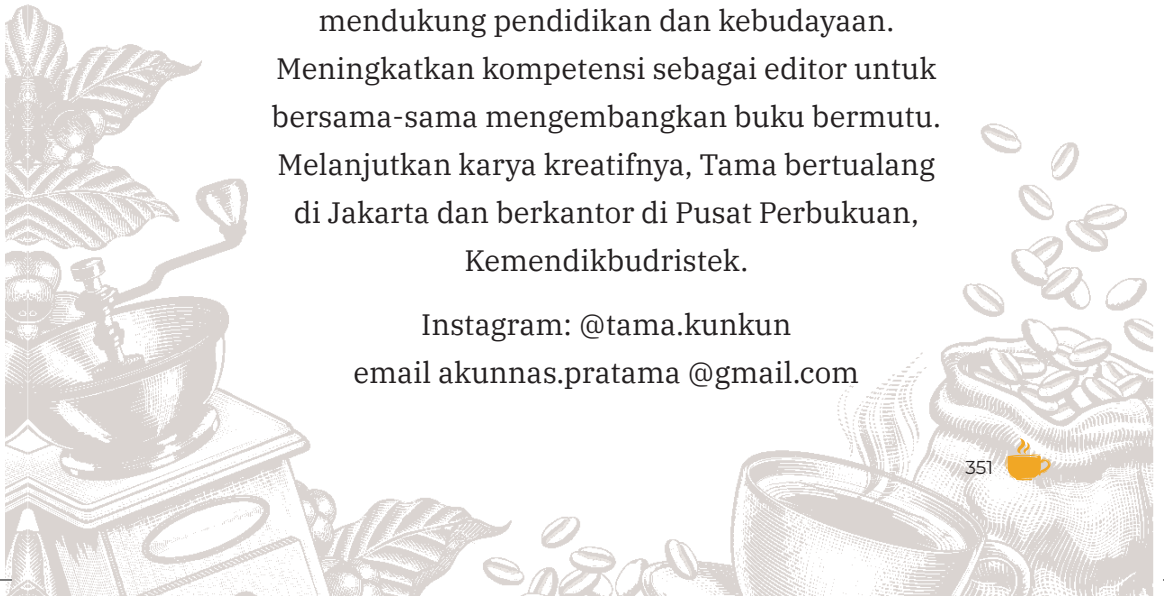 mendukung pendidikan dan kebudayaan.
Meningkatkan kompetensi sebagai editor untuk
bersama-sama mengembangkan buku bermutu.
Melanjutkan karya kreatifnya, Tama bertualang
di Jakarta dan berkantor di Pusat Perbukuan,
Kemendikbudristek.
Instagram: @tama.kunkun
email akunnas.pratama @gmail.com
351